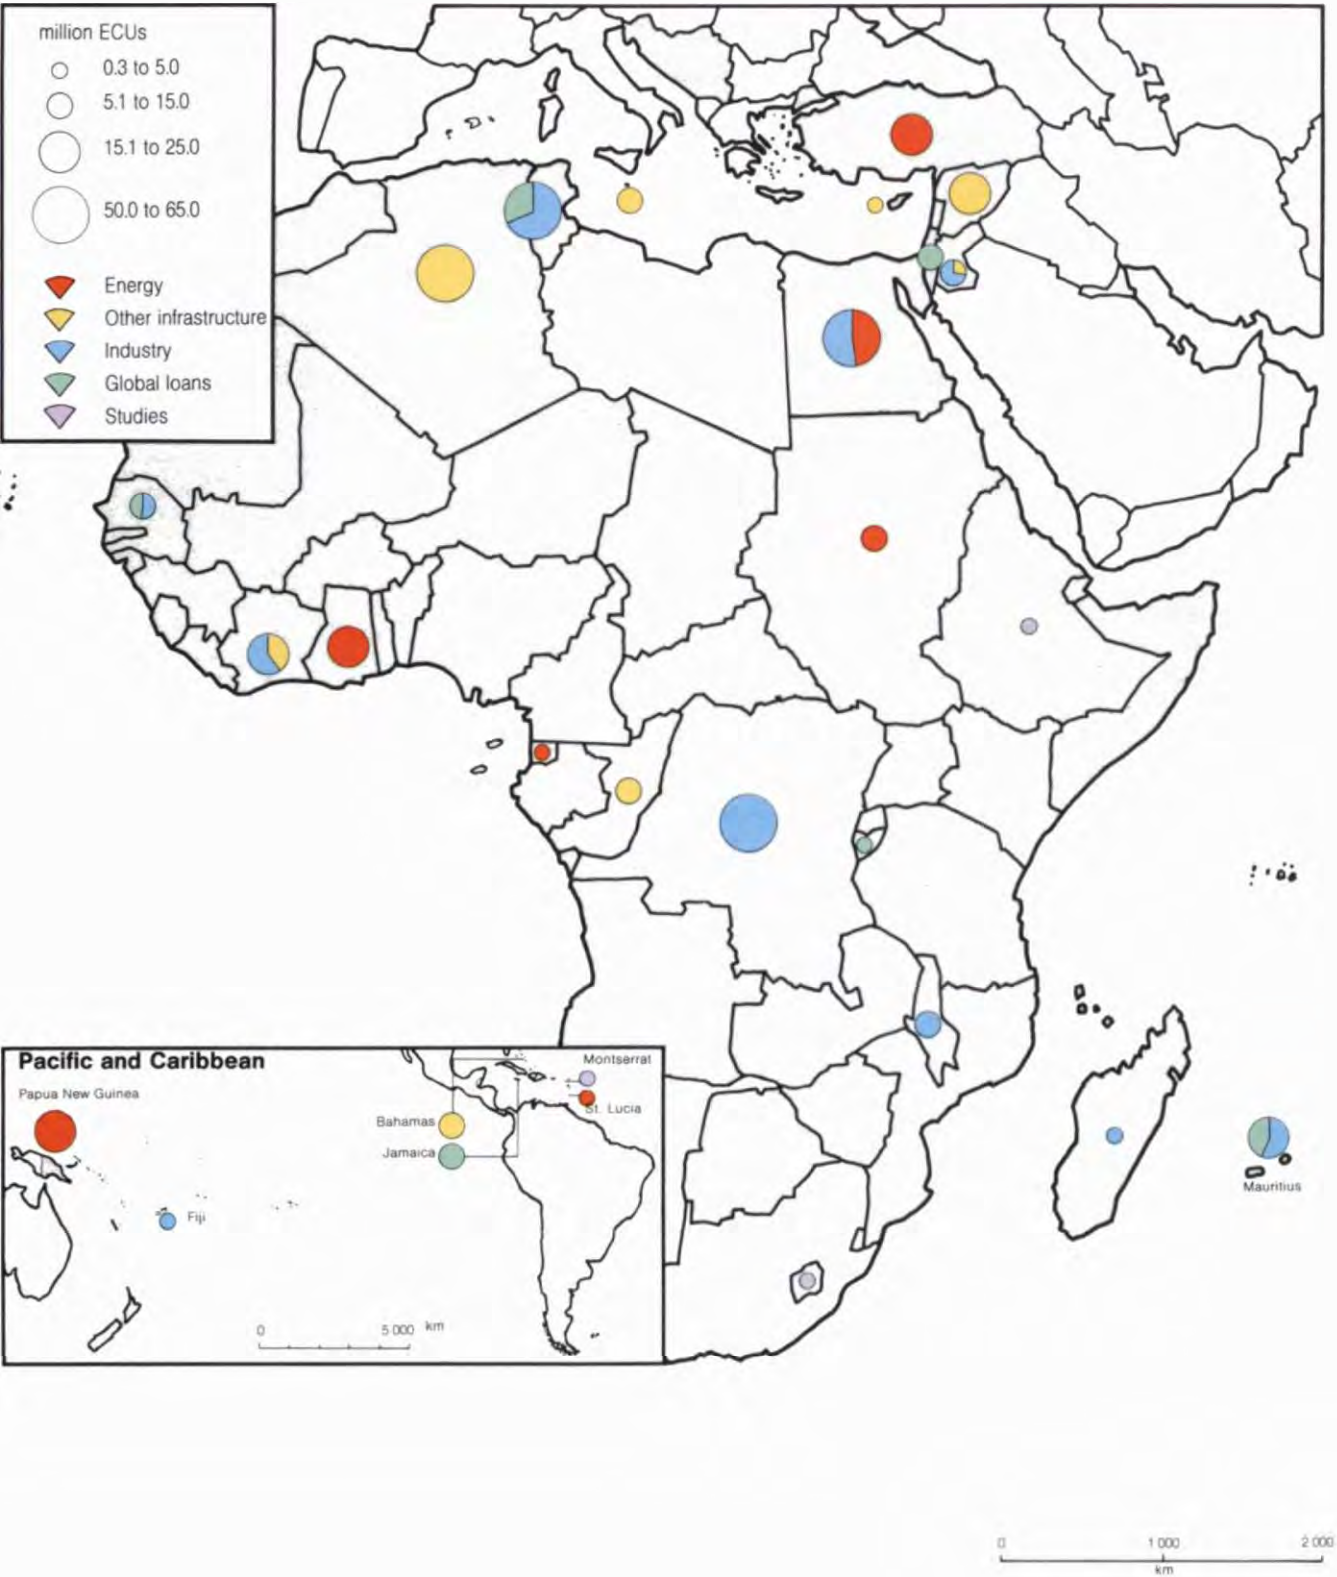 million ECUs
0.3 to 5.0
5.1 to 15.0
15.1 to 25.0
50.0 to 65.0
Energy
Other infrastructure
Industry
Global loans
Studies
Pacific and Caribbean
Papua New Guinea
Montserrat
St. Lucia
Bahamas
Jamaica
Fiji
0 5 000 km
Mauritius
0 1 000 2 000
km